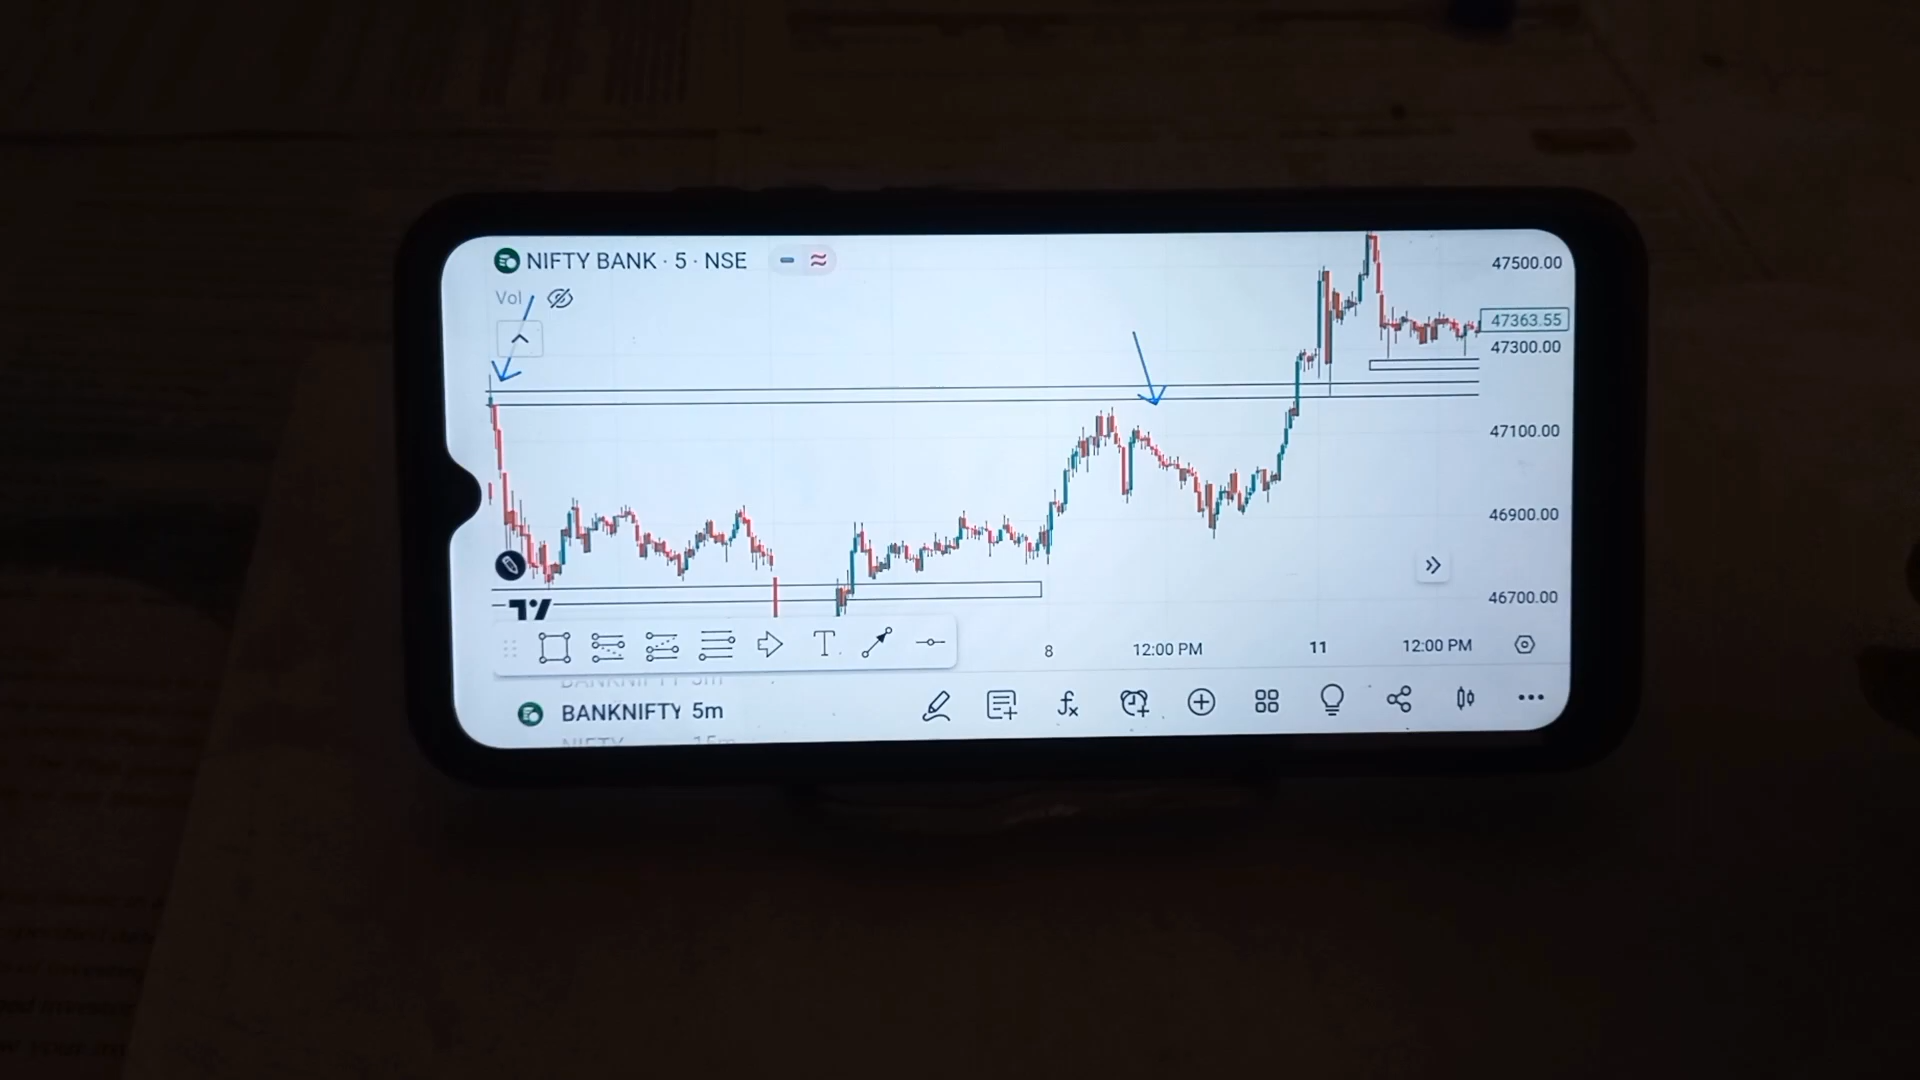 NIFTY BANK · 5 · NSE
Vol
47500.00
47363.55
47300.00
47100.00
46900.00
46700.00
T
8 12:00 PM 11 12:00 PM
BANKNIFTY 5m